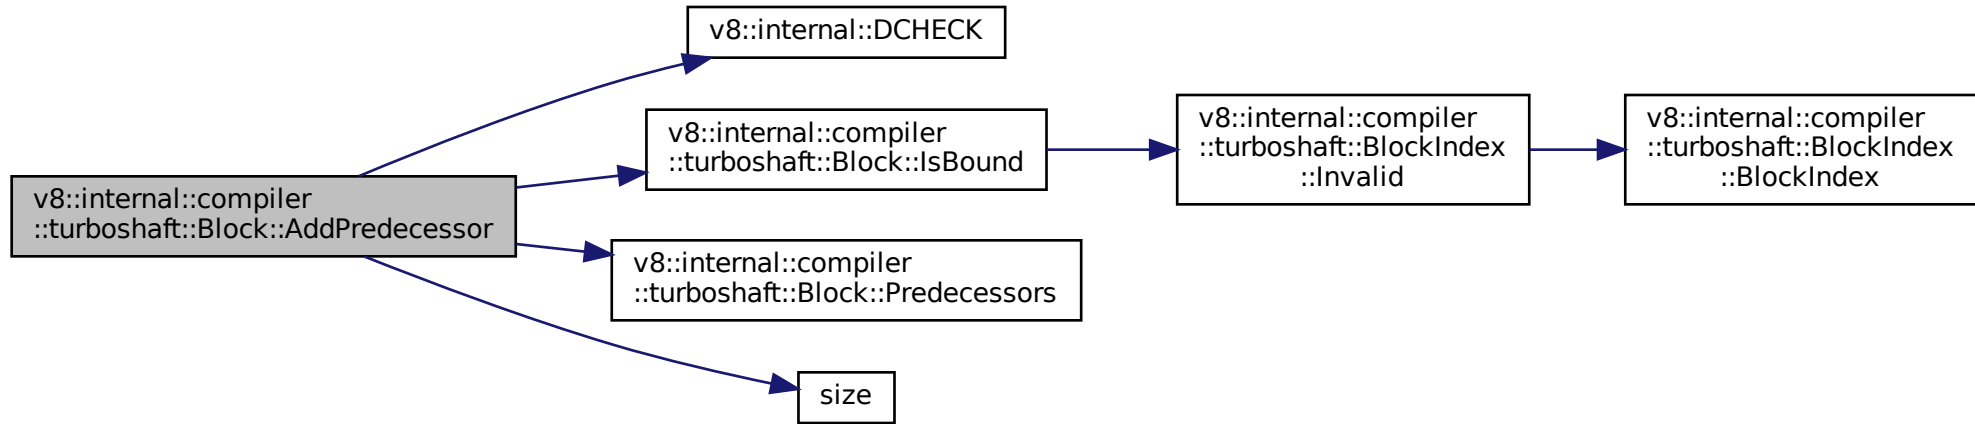 v8::internal::DCHECK
v8::internal::compiler
::turboshaft::Block::IsBound
v8::internal::compiler
::turboshaft::BlockIndex
::Invalid
v8::internal::compiler
::turboshaft::BlockIndex
::BlockIndex
v8::internal::compiler
::turboshaft::Block::AddPredecessor
v8::internal::compiler
::turboshaft::Block::Predecessors
size